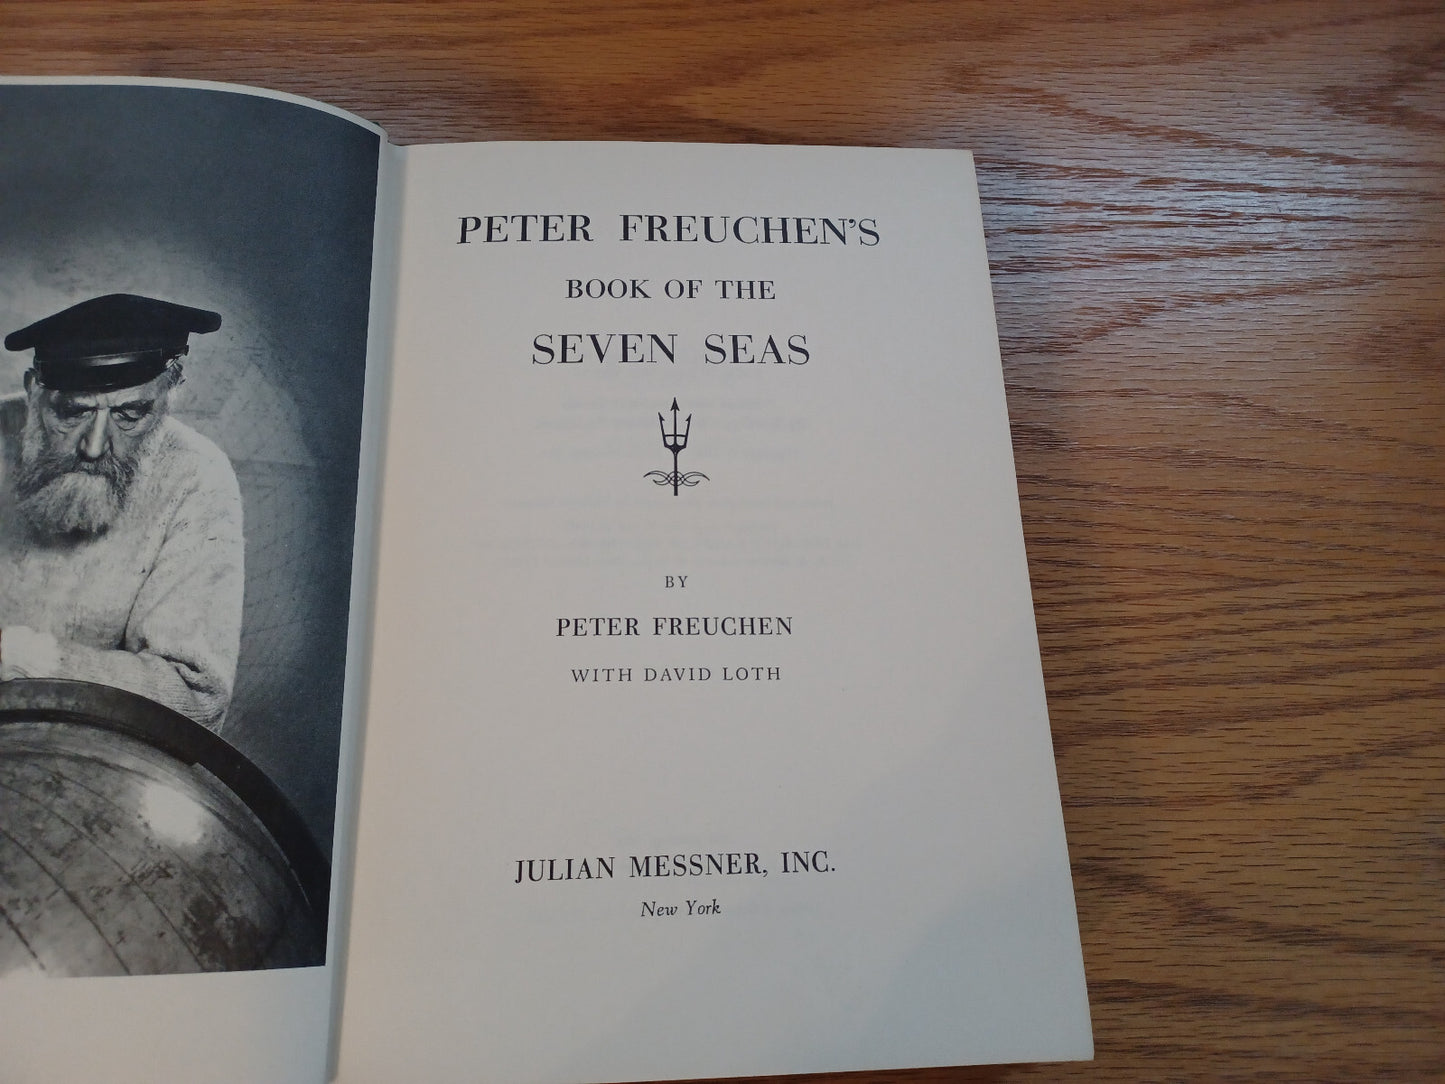 PETER FREUCHEN'S
BOOK OF THE
SEVEN SEAS
BY
PETER FREUCHEN
WITH DAVID LOTH
JULIAN MESSNER, INC.
New York